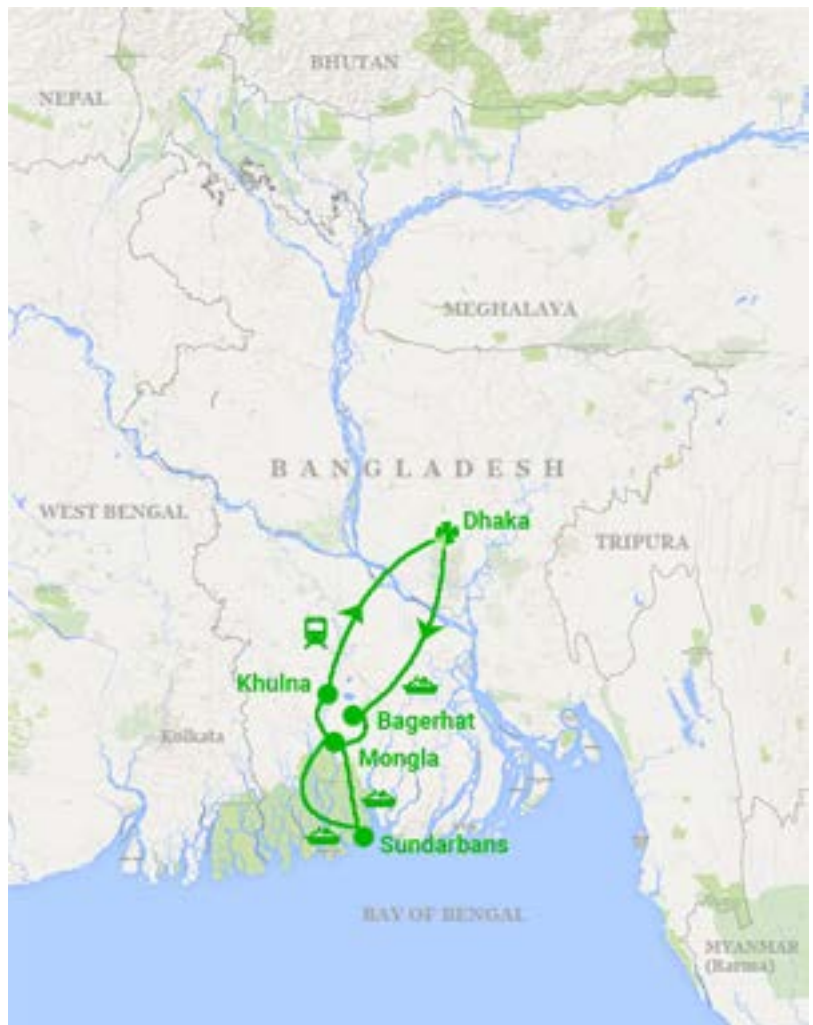 BHUTAN
NEPAL
MEGHALAYA
BANGLADESH
WEST BENGAL
Dhaka
TRIPURA
Khulna
Bagerhat
Kolkata
Mongla
Sundarbans
BAY OF BENGAL
MYANMAR
(Burma)